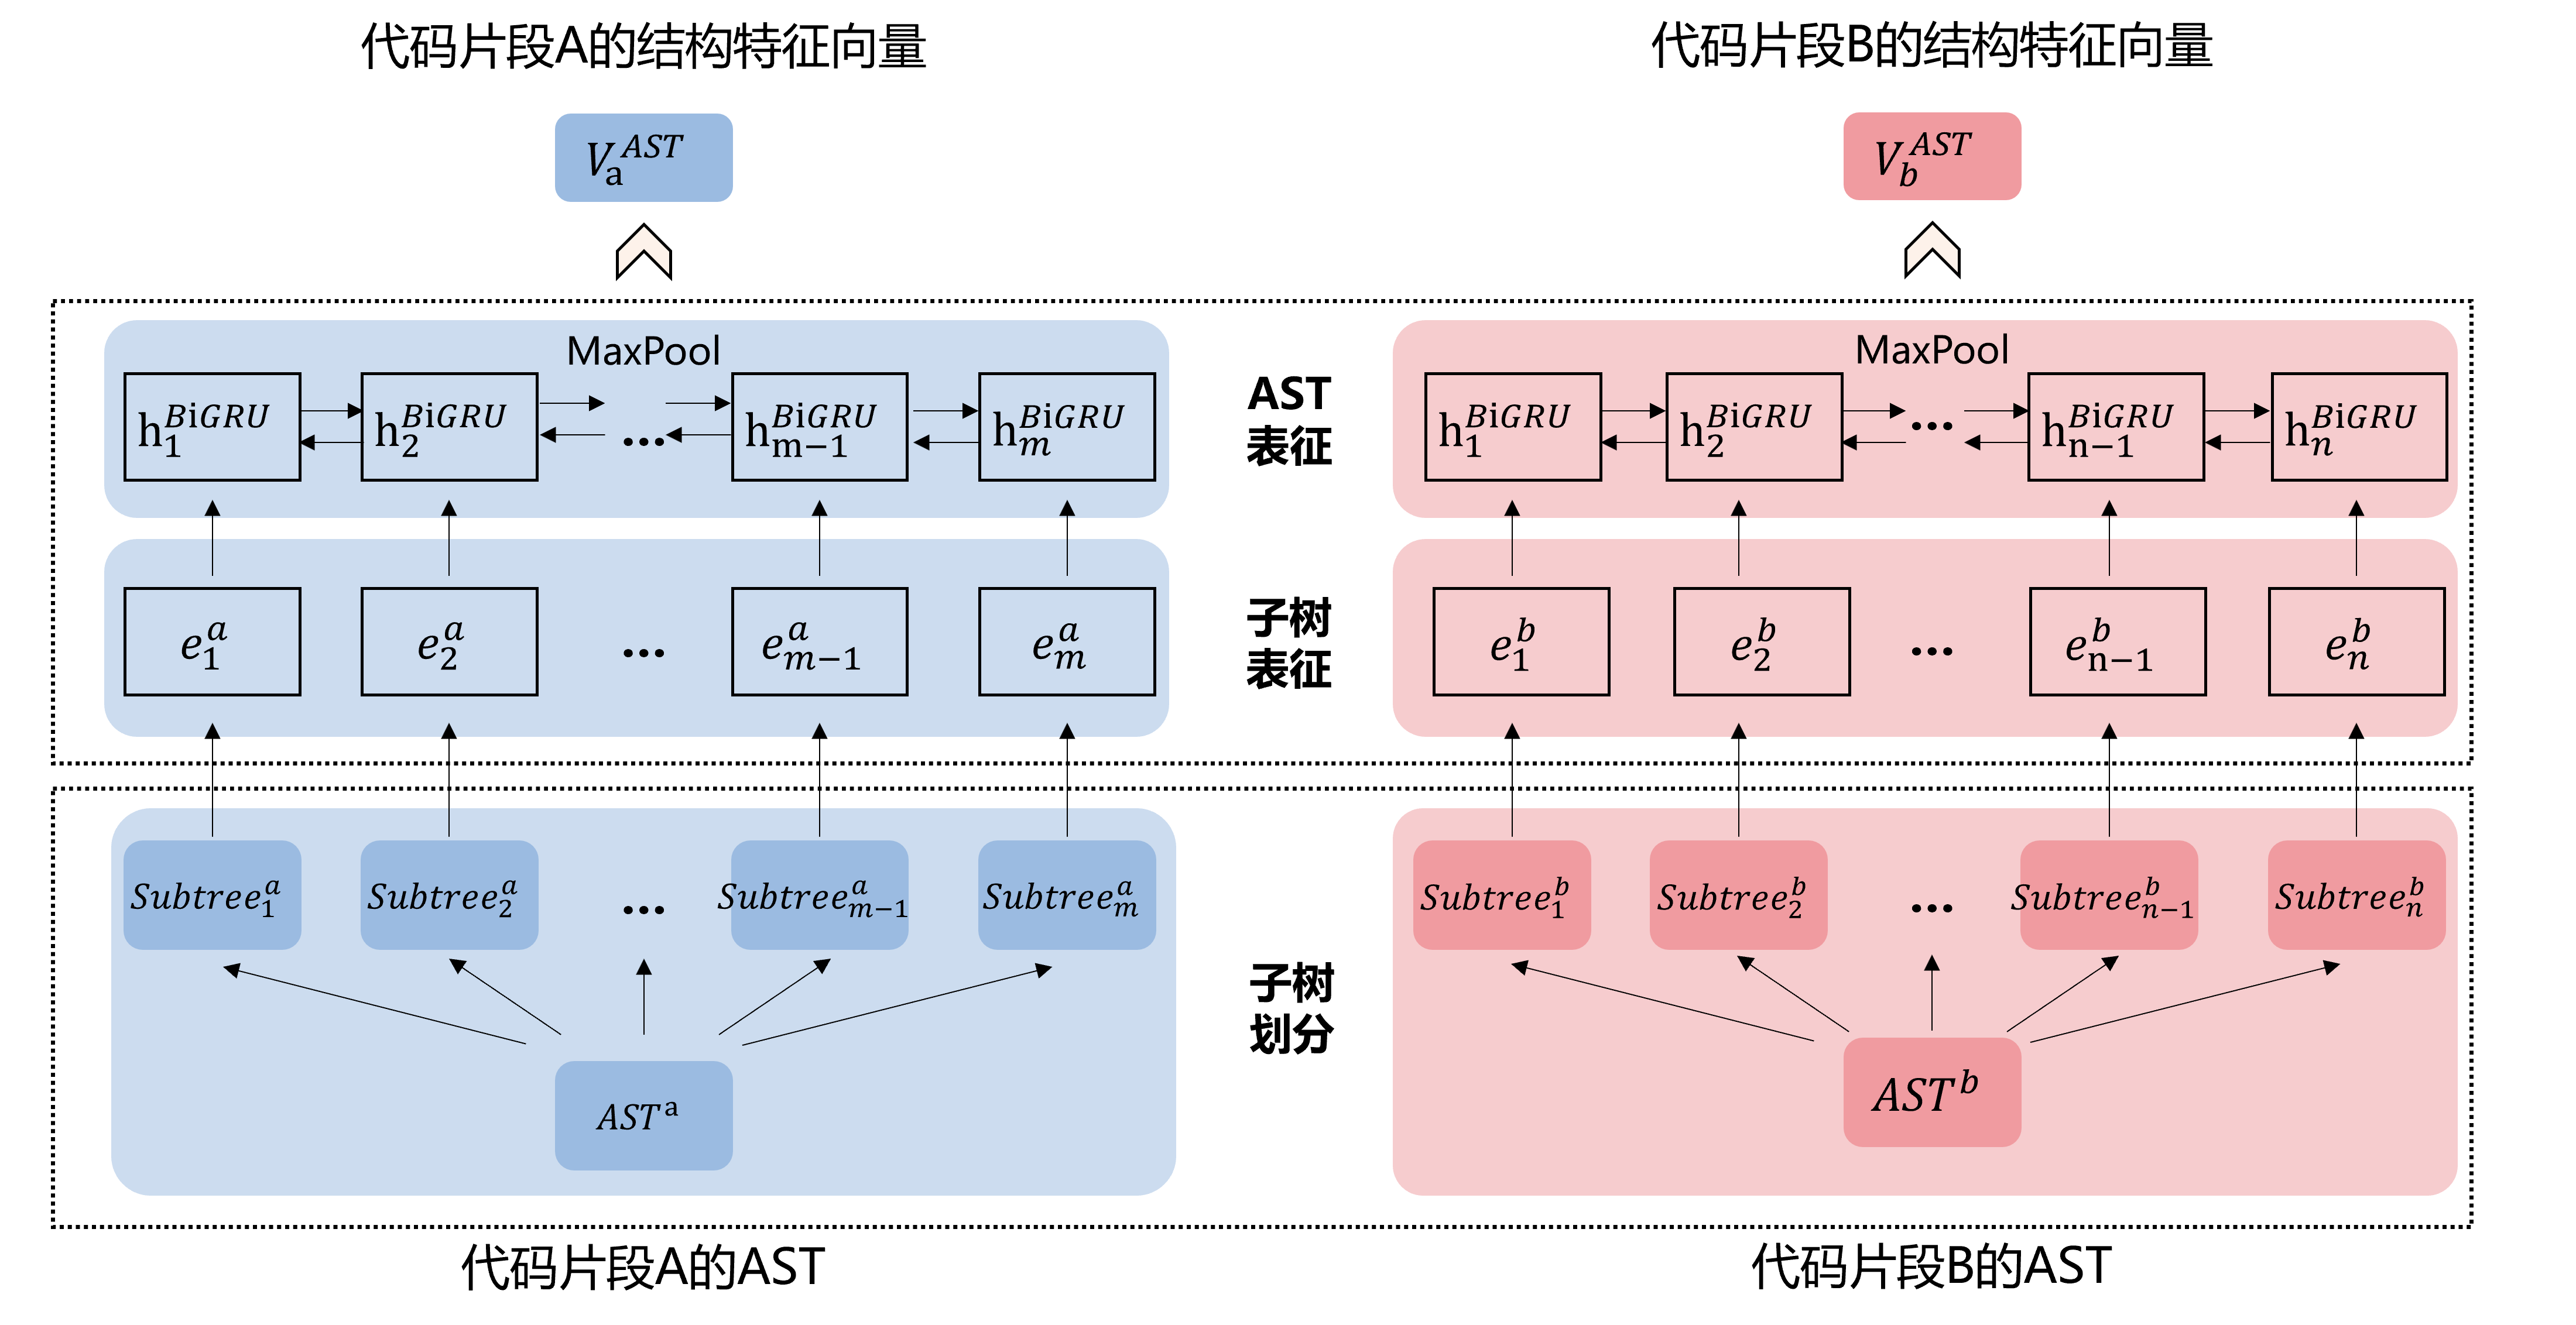 代码片段A的结构特征向量
代码片段B的结构特征向量
V_a^{AST}
V_b^{AST}
MaxPool
MaxPool
h_1^{BiGRU} h_2^{BiGRU} ... h_{m-1}^{BiGRU} h_m^{BiGRU}
AST
表征
h_1^{BiGRU} h_2^{BiGRU} ... h_{n-1}^{BiGRU} h_n^{BiGRU}
e_1^a e_2^a ... e_{m-1}^a e_m^a
子树
表征
e_1^b e_2^b ... e_{n-1}^b e_n^b
Subtree_1^a Subtree_2^a ... Subtree_{m-1}^a Subtree_m^a
Subtree_1^b Subtree_2^b ... Subtree_{n-1}^b Subtree_n^b
子树
划分
AST^a
AST^b
代码片段A的AST
代码片段B的AST